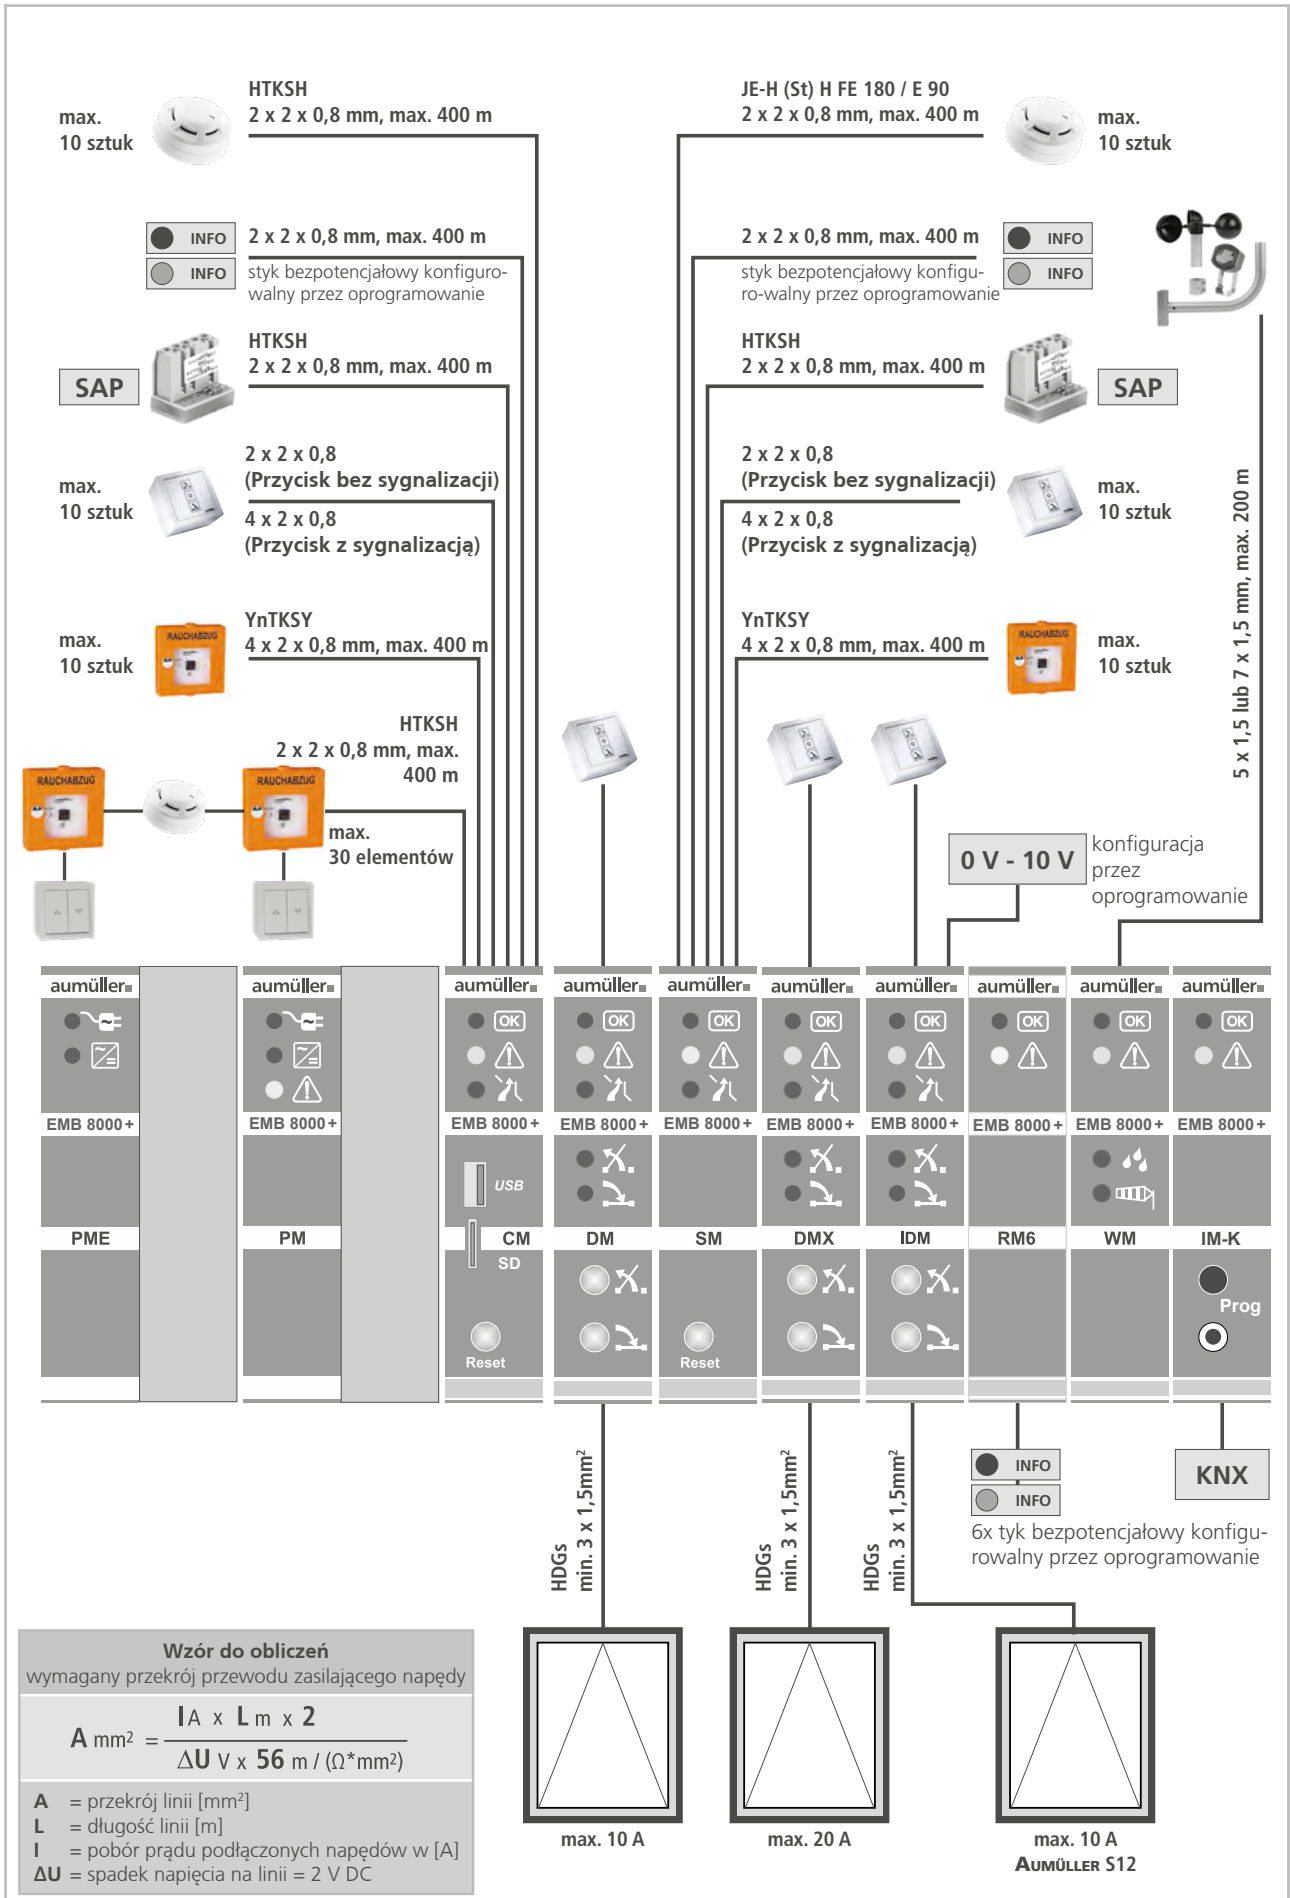 HTKSH
2 x 2 x 0,8 mm, max. 400 m
max.
10 sztuk
JE-H (St) H FE 180 / E 90
2 x 2 x 0,8 mm, max. 400 m
max.
10 sztuk
INFO
INFO
2 x 2 x 0,8 mm, max. 400 m
styk bezpotencjałowy konfiguro-
walny przez oprogramowanie
2 x 2 x 0,8 mm, max. 400 m
styk bezpotencjałowy konfigu-
ro-walny przez oprogramowanie
INFO
INFO
SAP
HTKSH
2 x 2 x 0,8 mm, max. 400 m
HTKSH
2 x 2 x 0,8 mm, max. 400 m
SAP
max.
10 sztuk
2 x 2 x 0,8
(Przycisk bez sygnalizacji)
4 x 2 x 0,8
(Przycisk z sygnalizacją)
2 x 2 x 0,8
(Przycisk bez sygnalizacji)
4 x 2 x 0,8
(Przycisk z sygnalizacją)
max.
10 sztuk
5 x 1,5 lub 7 x 1,5 mm, max. 200 m
max.
10 sztuk
RAUCHABZUG
YnTKSY
4 x 2 x 0,8 mm, max. 400 m
YnTKSY
4 x 2 x 0,8 mm, max. 400 m
RAUCHABZUG
max.
10 sztuk
HTKSH
2 x 2 x 0,8 mm, max.
400 m
RAUCHABZUG
RAUCHABZUG
max.
30 elementów
0 V - 10 V
konfiguracja
przez
oprogramowanie
aumüller aumüller aumüller aumüller aumüller aumüller aumüller aumüller aumüller aumüller
OK OK OK OK OK OK OK OK
EMB 8000+ EMB 8000+ EMB 8000+ EMB 8000+ EMB 8000+ EMB 8000+ EMB 8000+ EMB 8000+ EMB 8000+ EMB 8000+
USB
PME PM CM DM SM DMX IDM RM6 WM IM-K
SD
Prog
Reset Reset
HDGs
min. 3 x 1,5mm²
HDGs
min. 3 x 1,5mm²
HDGs
min. 3 x 1,5mm²
INFO
INFO
6x tyk bezpotencjałowy konfigu-
rowalny przez oprogramowanie
KNX
max. 10 A
max. 20 A
max. 10 A
AUMÜLLER S12
Wzór do obliczeń
wymagany przekrój przewodu zasilającego napędy
A mm² = I A x L m x 2
ΔU V x 56 m / (Ω*mm²)
A = przekrój linii [mm²]
L = długość linii [m]
I = pobór prądu podłączonych napędów w [A]
ΔU = spadek napięcia na linii = 2 V DC